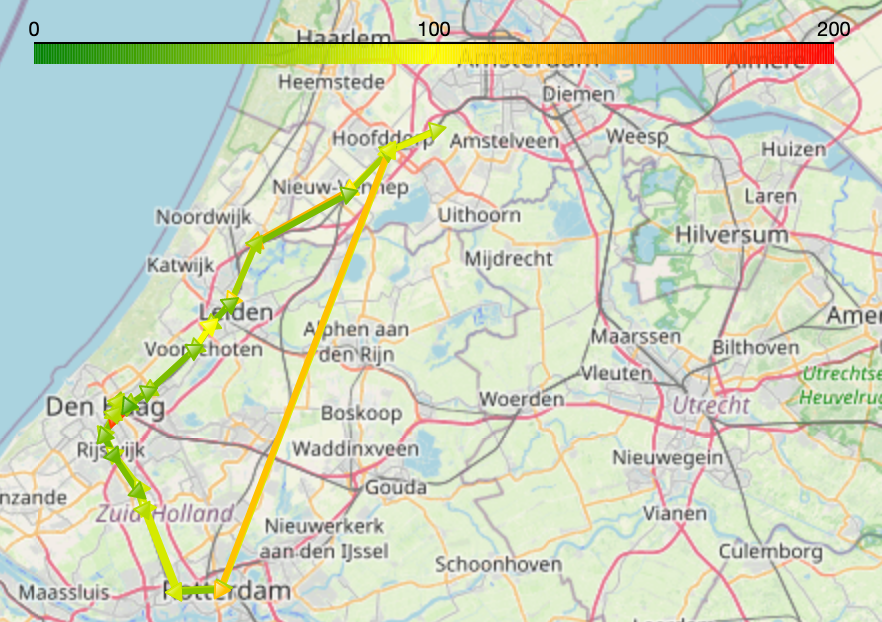 0 100 200
Haarlem
Amsterdam
Almere
Heemstede
Diemen
Hoofddorp
Amstelveen
Weesp
Huizen
Nieuw-Vennep
Laren
Noordwijk
Uithoorn
Hilversum
Katwijk
Mijdrecht
Leiden
Alphen aan
den Rijn
Amer
Voorschoten
Maarssen
Bilthoven
Vleuten
Utrechtse
Heuvelrug
Den Haag
Boskoop
Woerden
Utrecht
Rijswijk
Waddinxveen
Nieuwegein
nzande
Gouda
Zuid-Holland
Vianen
Nieuwerkerk
aan den IJssel
Culemborg
Schoonhoven
Maassluis
Rotterdam